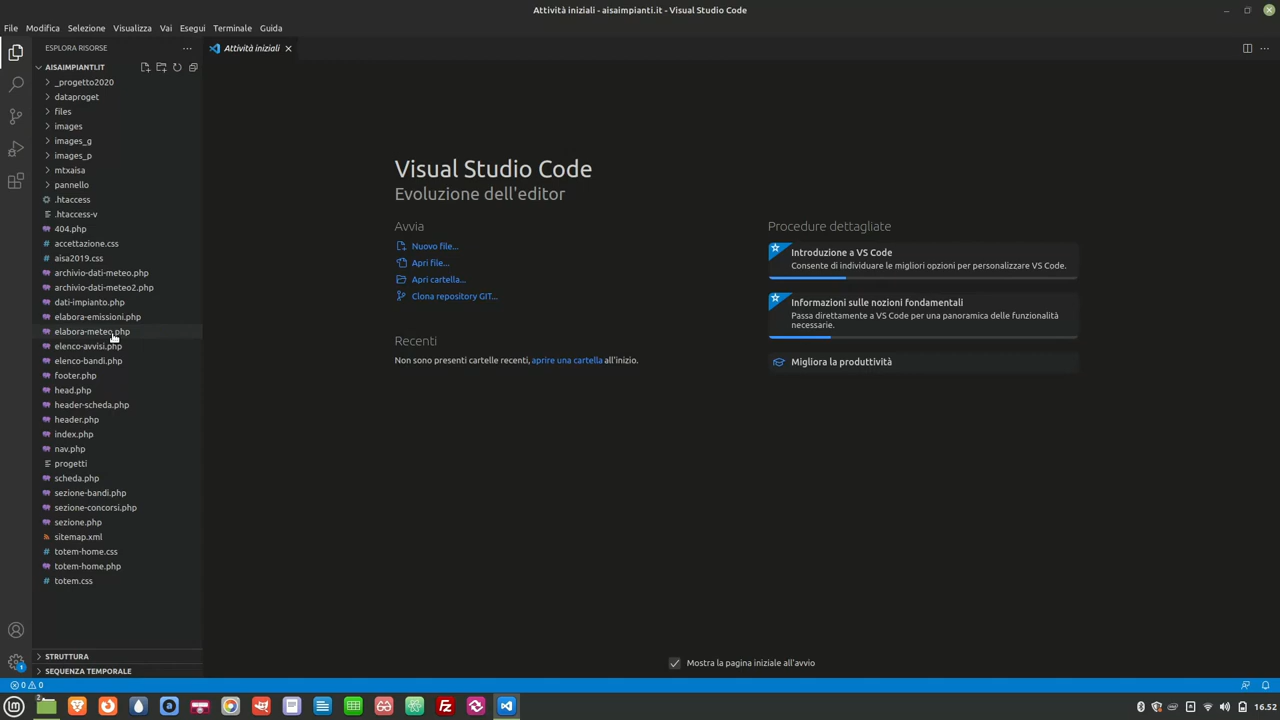 Attività iniziali - aisaimpianti.it - Visual Studio Code
File Modifica Selezione Visualizza Vai Esegui Terminale Guida
ESPLORA RISORSE
Attività iniziali
AISAIMPIANTI.IT
_progetto2020
dataproget
files
images
images_g
images_p
mtxaisa
pannello
.htaccess
.htaccess-v
404.php
accettazione.css
aisa2019.css
archivio-dati-meteo.php
archivio-dati-meteo2.php
dati-impianto.php
elabora-emissioni.php
elabora-meteo.php
elenco-avvisi.php
elenco-bandi.php
footer.php
head.php
header-scheda.php
header.php
index.php
nav.php
progetti
scheda.php
sezione-bandi.php
sezione-concorsi.php
sezione.php
sitemap.xml
totem-home.css
totem-home.php
totem.css
STRUTTURA
SEQUENZA TEMPORALE
Visual Studio Code
Evoluzione dell'editor
Avvia
Nuovo file...
Apri file...
Apri cartella...
Clona repository GIT...
Recenti
Non sono presenti cartelle recenti, aprire una cartella all'inizio.
Procedure dettagliate
Introduzione a VS Code
Consente di individuare le migliori opzioni per personalizzare VS Code.
Informazioni sulle nozioni fondamentali
Passa direttamente a VS Code per una panoramica delle funzionalità
necessarie.
Migliora la produttività
Mostra la pagina iniziale all'avvio
1
0 0
2
16.52